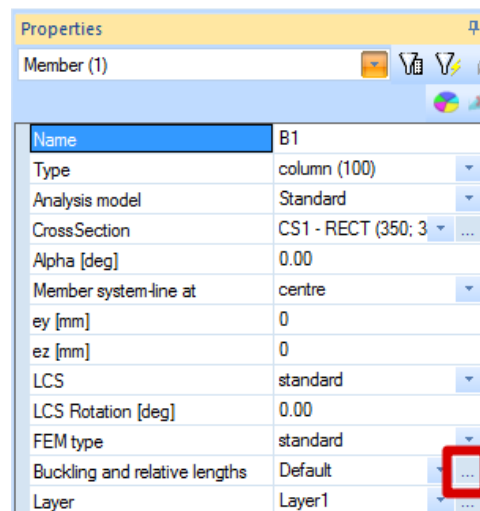 Properties
Member (1)
Name B1
Type column (100)
Analysis model Standard
CrossSection CS1 - RECT (350; 3 ...
Alpha [deg] 0.00
Member system-line at centre
ey [mm] 0
ez [mm] 0
LCS standard
LCS Rotation [deg] 0.00
FEM type standard
Buckling and relative lengths Default ...
Layer Layer1 ...